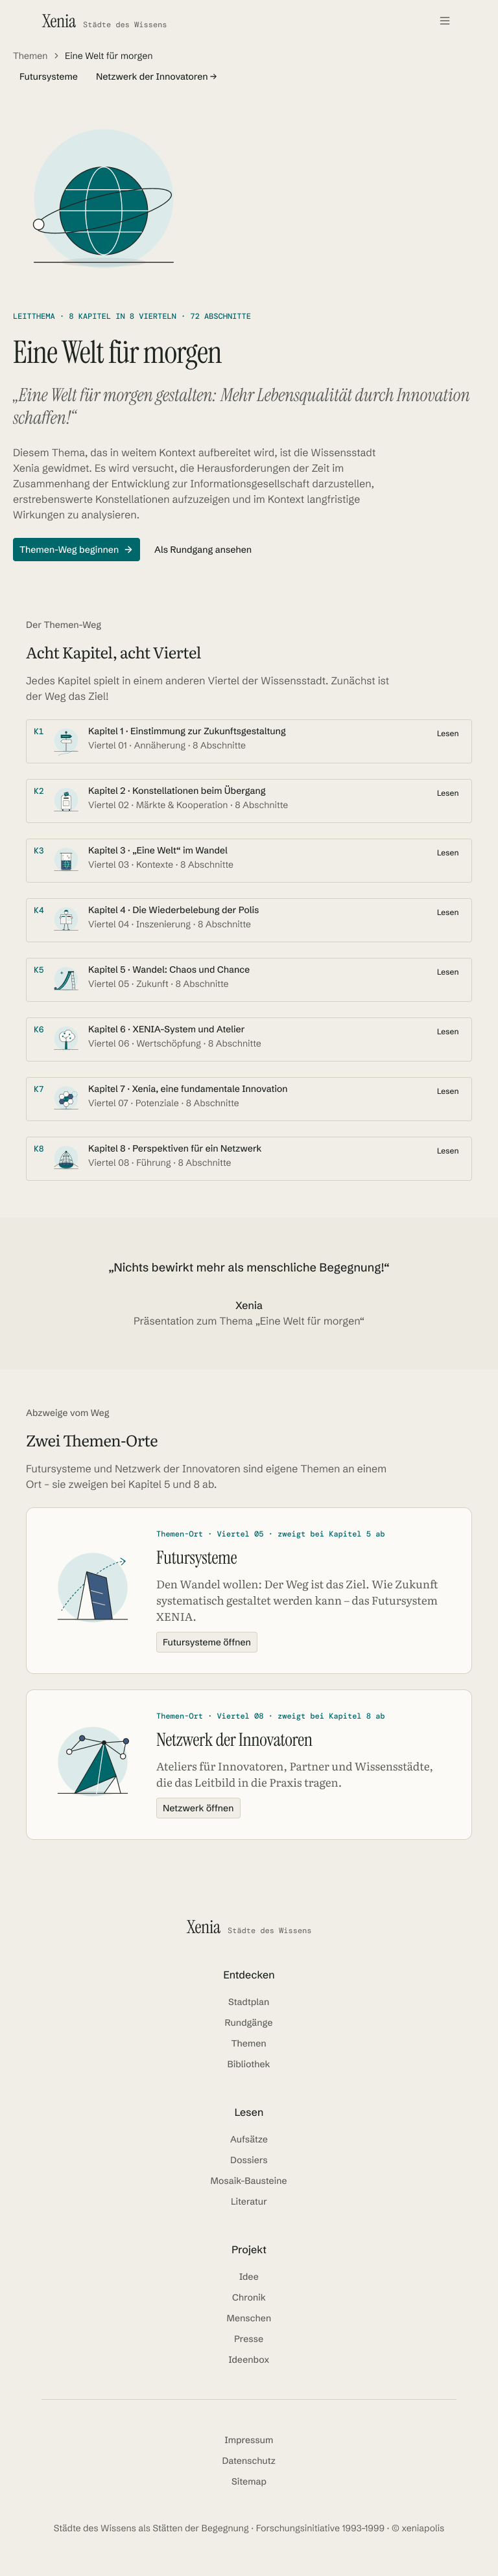 Xenia Städte des Wissens
Themen > Eine Welt für morgen
Futursysteme Netzwerk der Innovatoren →
LEITTHEMA · 8 KAPITEL IN 8 VIERTELN · 72 ABSCHNITTE
Eine Welt für morgen
„Eine Welt für morgen gestalten: Mehr Lebensqualität durch Innovation
schaffen!“
Diesem Thema, das in weitem Kontext aufbereitet wird, ist die Wissensstadt
Xenia gewidmet. Es wird versucht, die Herausforderungen der Zeit im
Zusammenhang der Entwicklung zur Informationsgesellschaft darzustellen,
erstrebenswerte Konstellationen aufzuzeigen und im Kontext langfristige
Wirkungen zu analysieren.
Themen-Weg beginnen → Als Rundgang ansehen
Der Themen-Weg
Acht Kapitel, acht Viertel
Jedes Kapitel spielt in einem anderen Viertel der Wissensstadt. Zunächst ist
der Weg das Ziel!
K1 Kapitel 1 · Einstimmung zur Zukunftsgestaltung Lesen
Viertel 01 · Annäherung · 8 Abschnitte
K2 Kapitel 2 · Konstellationen beim Übergang Lesen
Viertel 02 · Märkte & Kooperation · 8 Abschnitte
K3 Kapitel 3 · „Eine Welt“ im Wandel Lesen
Viertel 03 · Kontexte · 8 Abschnitte
K4 Kapitel 4 · Die Wiederbelebung der Polis Lesen
Viertel 04 · Inszenierung · 8 Abschnitte
K5 Kapitel 5 · Wandel: Chaos und Chance Lesen
Viertel 05 · Zukunft · 8 Abschnitte
K6 Kapitel 6 · XENIA-System und Atelier Lesen
Viertel 06 · Wertschöpfung · 8 Abschnitte
K7 Kapitel 7 · Xenia, eine fundamentale Innovation Lesen
Viertel 07 · Potenziale · 8 Abschnitte
K8 Kapitel 8 · Perspektiven für ein Netzwerk Lesen
Viertel 08 · Führung · 8 Abschnitte
„Nichts bewirkt mehr als menschliche Begegnung!“
Xenia
Präsentation zum Thema „Eine Welt für morgen“
Abzweige vom Weg
Zwei Themen-Orte
Futursysteme und Netzwerk der Innovatoren sind eigene Themen an einem
Ort – sie zweigen bei Kapitel 5 und 8 ab.
Themen-Ort · Viertel 05 · zweigt bei Kapitel 5 ab
Futursysteme
Den Wandel wollen: Der Weg ist das Ziel. Wie Zukunft
systematisch gestaltet werden kann – das Futursystem
XENIA.
Futursysteme öffnen
Themen-Ort · Viertel 08 · zweigt bei Kapitel 8 ab
Netzwerk der Innovatoren
Ateliers für Innovatoren, Partner und Wissensstädte,
die das Leitbild in die Praxis tragen.
Netzwerk öffnen
Xenia Städte des Wissens
Entdecken
Stadtplan
Rundgänge
Themen
Bibliothek
Lesen
Aufsätze
Dossiers
Mosaik-Bausteine
Literatur
Projekt
Idee
Chronik
Menschen
Presse
Ideenbox
Impressum
Datenschutz
Sitemap
Städte des Wissens als Stätten der Begegnung · Forschungsinitiative 1993-1999 · © xeniapolis